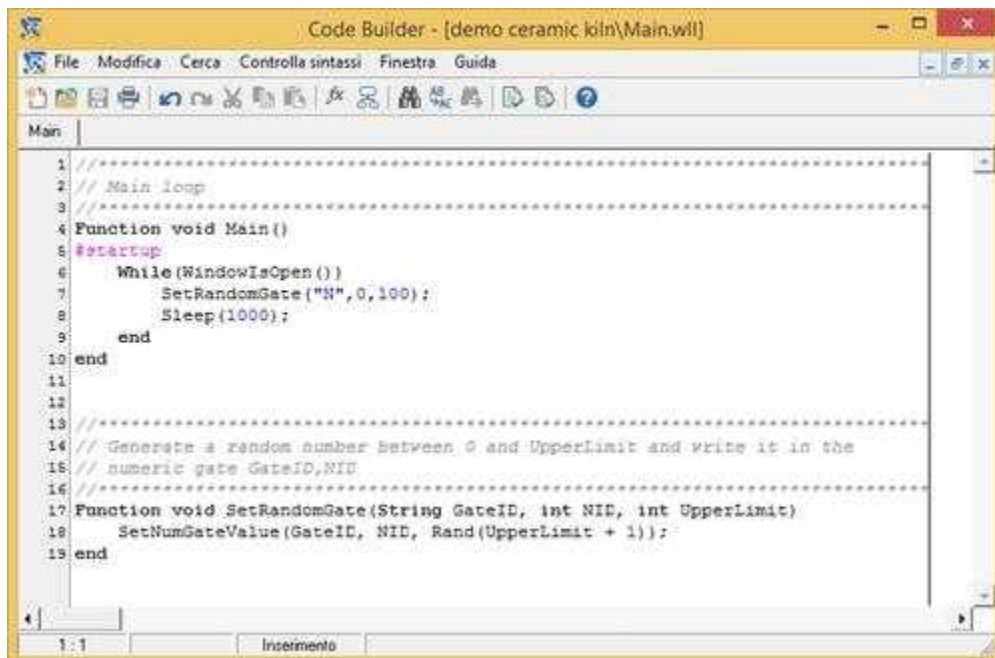 Code Builder - [demo ceramic kiln\Main.wll]
File Modifica Cerca Controlla sintassi Finestra Guida
Main
1 //****************************************************************************
2 // Main loop
3 //****************************************************************************
4 Function void Main()
5 #startup
6 While(WindowIsOpen())
7 SetRandomGate("N",0,100);
8 Sleep(1000);
9 end
10 end
11
12
13 //****************************************************************************
14 // Generate a random number between 0 and UpperLimit and write it in the
15 // numeric gate GateID,NID
16 //****************************************************************************
17 Function void SetRandomGate(String GateID, int NID, int UpperLimit)
18 SetNumGateValue(GateID, NID, Rand(UpperLimit + 1));
19 end
1 : 1 Inserimento